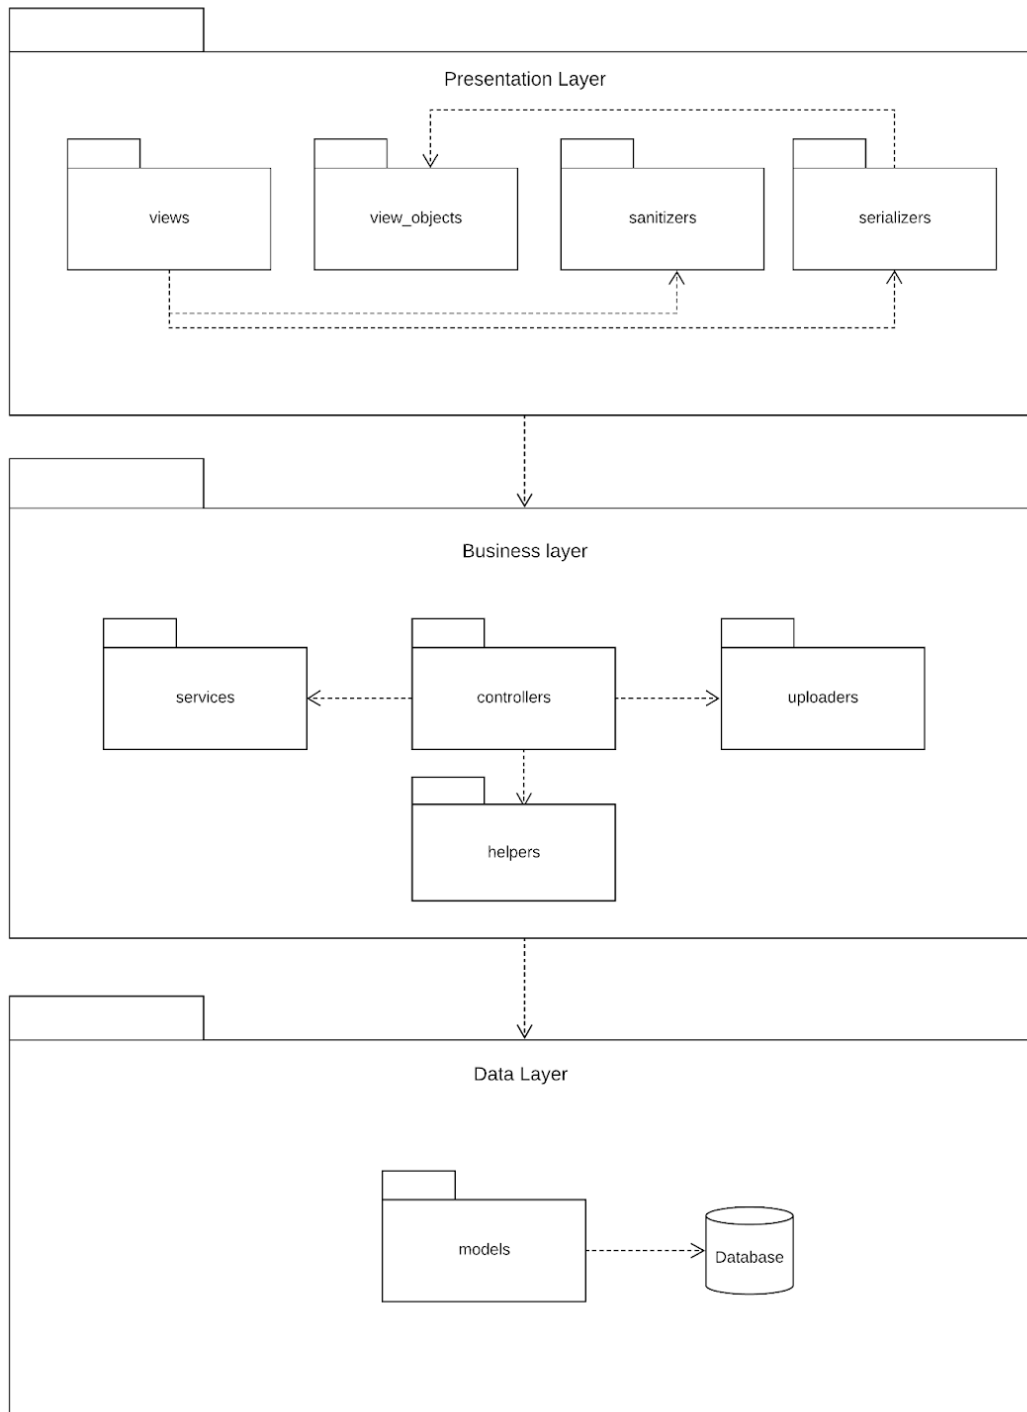 Presentation Layer
views
view_objects
sanitizers
serializers
Business layer
services
controllers
uploaders
helpers
Data Layer
models
Database